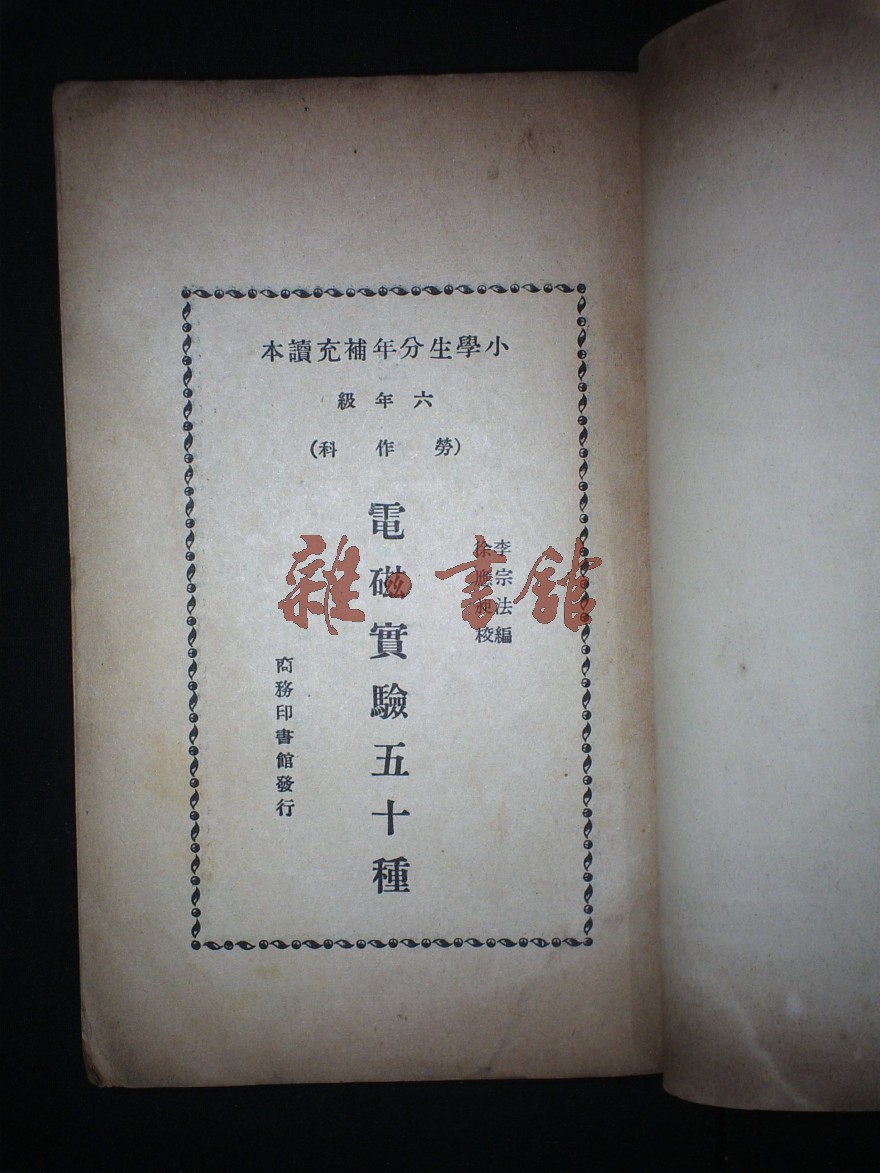 小學生分年補充讀本
六年級
(勞作科)
李宗法編
徐應昶校
電磁實驗五十種
商務印書館發行
雜書館